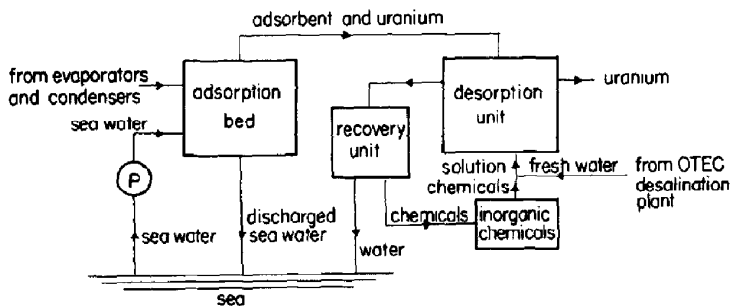 adsorbent and uranium
from evaporators
and condensers
adsorption
bed
sea water
P
sea water
discharged
sea water
recovery
unit
water
desorption
unit
uranium
solution
chemicals
fresh water
from OTEC
desalination
plant
chemicals
inorganic
chemicals
sea